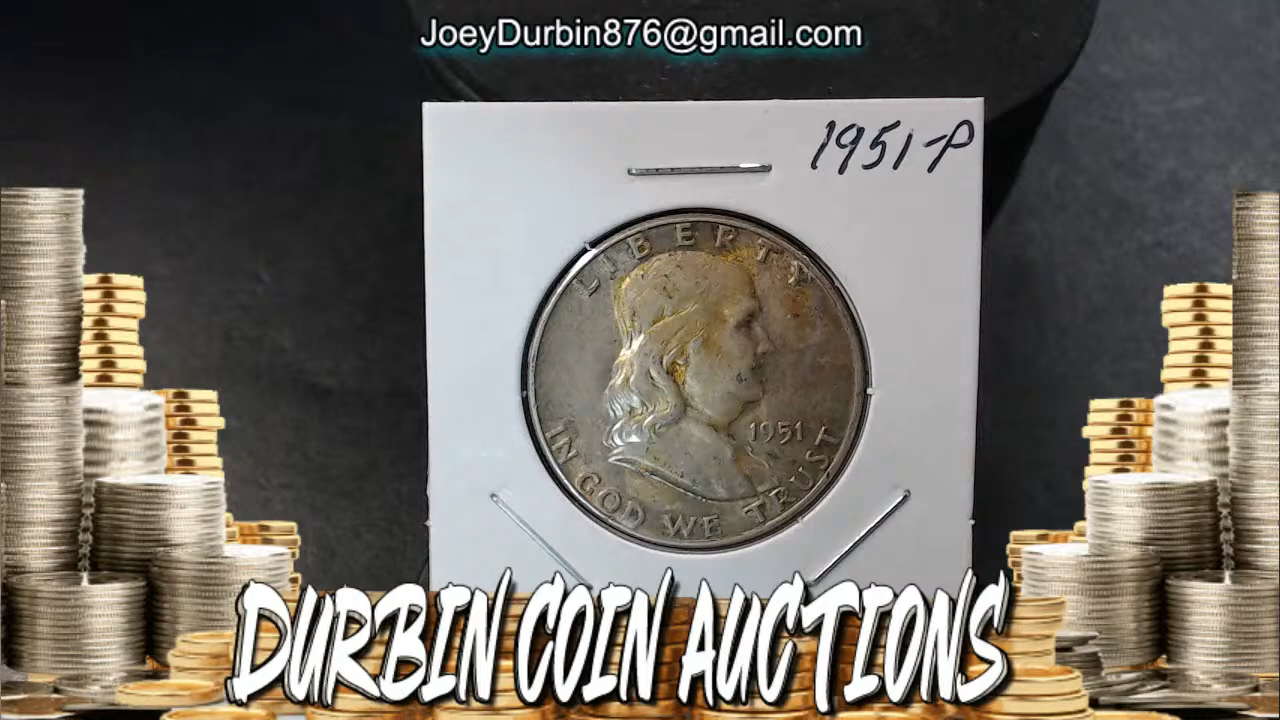 JoeyDurbin876@gmail.com
1951-P
LIBERTY
1951
IN GOD WE TRUST
DURBIN COIN AUCTIONS